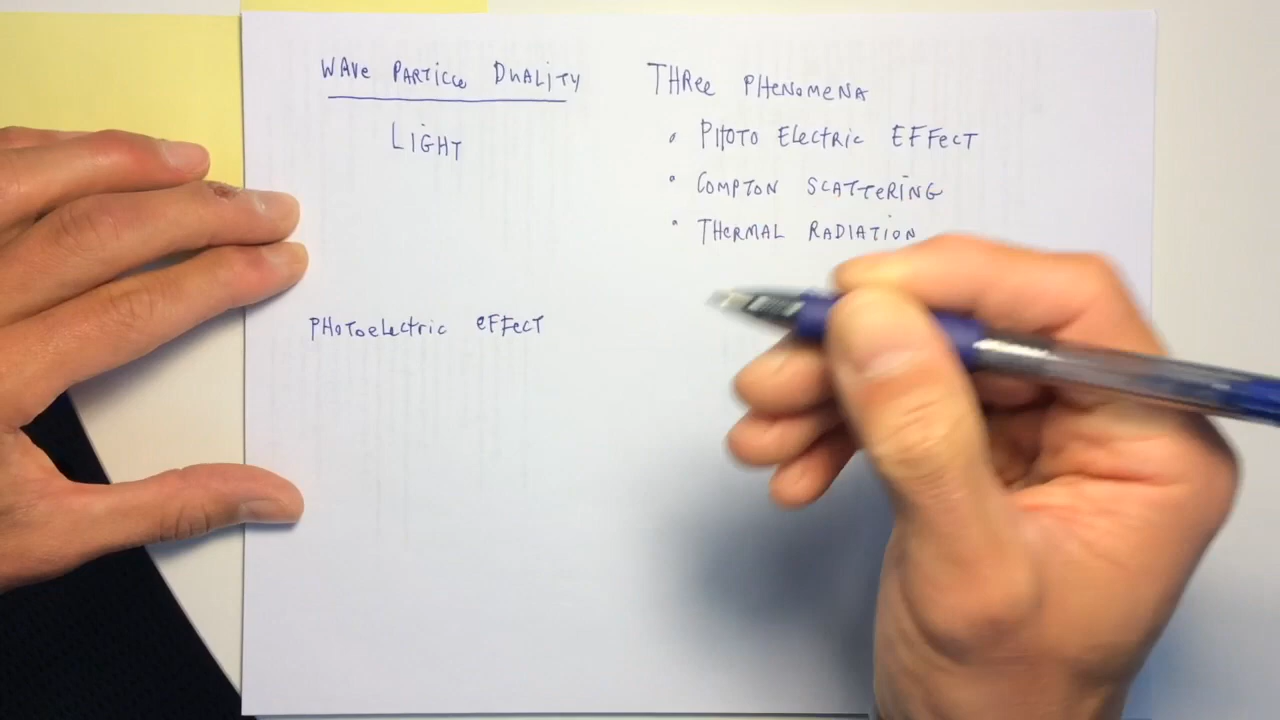 WAVe PARTICle DUALITY
LIGHT
THRee PHeNOMeNA
• PHOTO Electric EFFecT
• COMPTON SCATTeRING
• THeRMAL RADIATION
PHoToelectric eFFecT